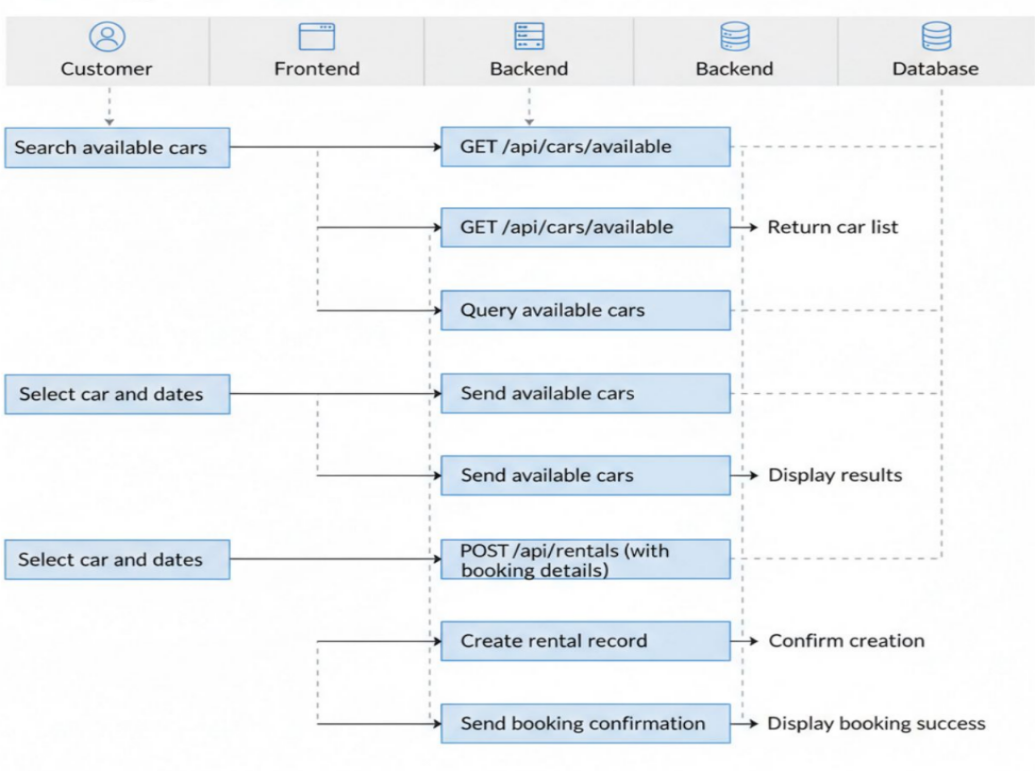 Customer
Frontend
Backend
Backend
Database
Search available cars
GET /api/cars/available
GET /api/cars/available
Return car list
Query available cars
Select car and dates
Send available cars
Send available cars
Display results
Select car and dates
POST /api/rentals (with
booking details)
Create rental record
Confirm creation
Send booking confirmation
Display booking success